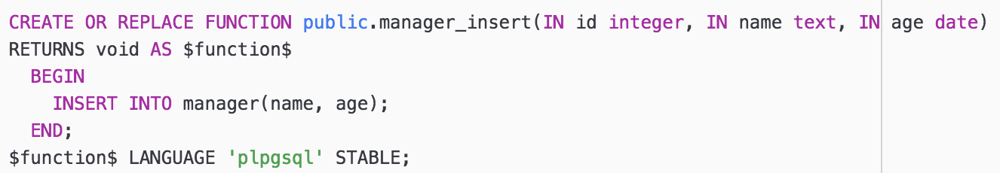 CREATE OR REPLACE FUNCTION public.manager_insert(IN id integer, IN name text, IN age date)
RETURNS void AS $function$
  BEGIN
    INSERT INTO manager(name, age);
  END;
$function$ LANGUAGE 'plpgsql' STABLE;